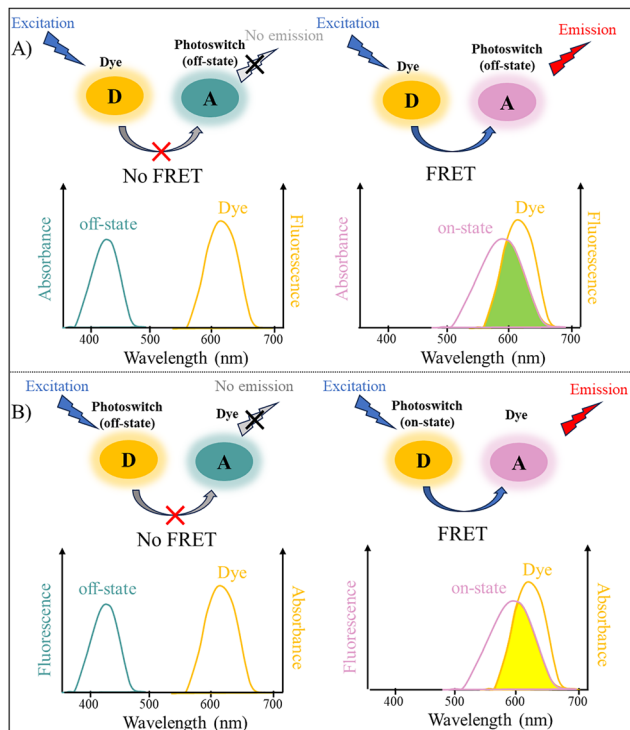 A)
Excitation
Dye
D
Photoswitch
(off-state)
A
No emission
No FRET
Excitation
Dye
D
Photoswitch
(off-state)
A
Emission
FRET
Absorbance
off-state
Dye
Fluorescence
400 500 600 700
Wavelength (nm)
Absorbance
on-state
Dye
Fluorescence
400 500 600 700
Wavelength (nm)
B)
Excitation
Photoswitch
(off-state)
D
Dye
A
No emission
No FRET
Excitation
Photoswitch
(on-state)
D
Dye
A
Emission
FRET
Fluorescence
off-state
Dye
Absorbance
400 500 600 700
Wavelength (nm)
Fluorescence
on-state
Dye
Absorbance
400 500 600 700
Wavelength (nm)